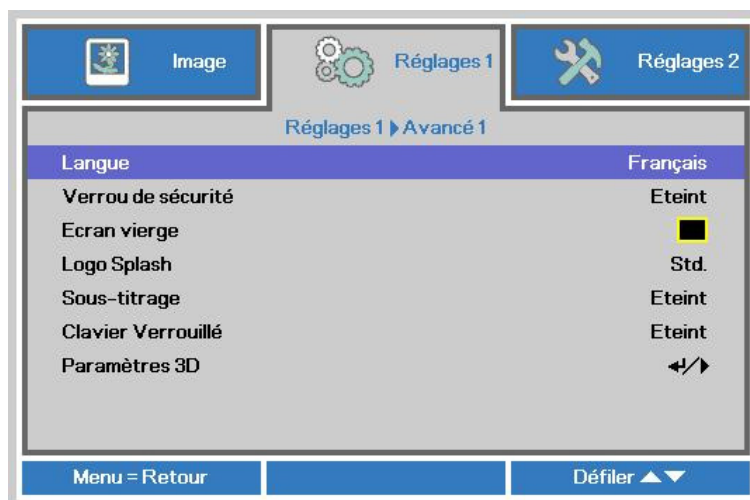 Image
Réglages 1
Réglages 2
Réglages 1 ▶ Avancé 1
Langue Français
Verrou de sécurité Eteint
Ecran vierge
Logo Splash Std.
Sous-titrage Eteint
Clavier Verrouillé Eteint
Paramètres 3D ↵/▶
Menu = Retour
Défiler ▲▼